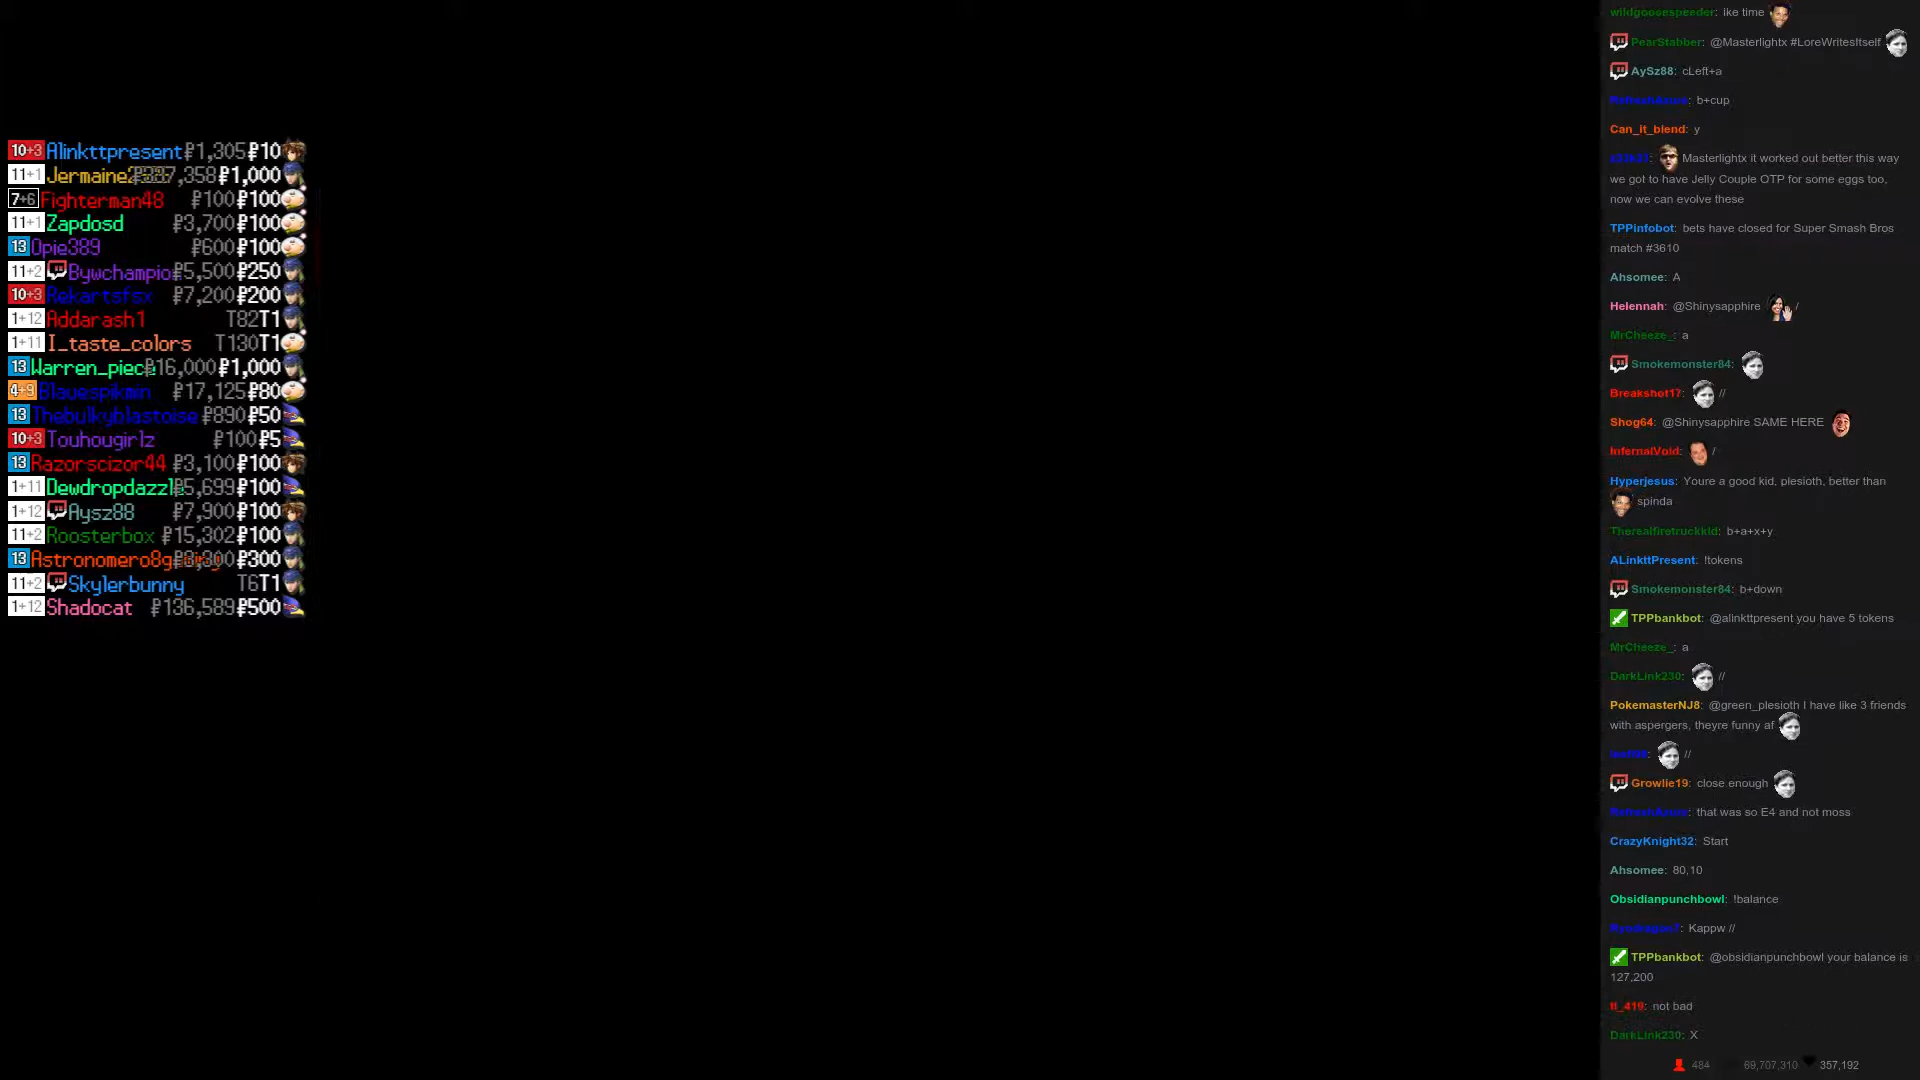 10+3 Alinkttpresent ₽1,305 ₽10
11+1 ₽1,000
7+6 Fighterman48 ₽100 ₽100
11+1 Zapdosd ₽3,700 ₽100
13 Opie389 ₽600 ₽100
11+2 Bywchampio ₽5,500 ₽250
10+3 Rekartsfsx ₽7,200 ₽200
1+12 Addarash1 T82 T1
1+11 I_taste_colors T130 T1
13 Warren_piec ₽16,000 ₽1,000
4+9 Blauespikmin ₽17,125 ₽80
13 Thebulkyblastoise ₽890 ₽50
10+3 Touhougirlz ₽100 ₽5
13 Razorscizor44 ₽3,100 ₽100
1+11 Dewdropdazzl ₽5,699 ₽100
1+12 Aysz88 ₽7,900 ₽100
11+2 Roosterbox ₽15,302 ₽100
13 ₽300
11+2 Skylerbunny T6 T1
1+12 Shadocat ₽136,589 ₽500
wildgoosespeeder: ike time
PearStabber: @Masterlightx #LoreWritesItself
AySz88: cLeft+a
b+cup
Can_it_blend: y
Masterlightx it worked out better this way
we got to have Jelly Couple OTP for some eggs too,
now we can evolve these
TPPinfobot: bets have closed for Super Smash Bros
match #3610
Ahsomee: A
Helennah: @Shinysapphire /
MrCheeze_: a
Smokemonster84:
Breakshot17: //
Shog64: @Shinysapphire SAME HERE
InfernalVoid: /
Hyperjesus: Youre a good kid, plesioth, better than
spinda
Therealfiretruckkid: b+a+x+y
ALinkttPresent: !tokens
Smokemonster84: b+down
TPPbankbot: @alinkttpresent you have 5 tokens
MrCheeze_: a
DarkLink230: //
PokemasterNJ8: @green_plesioth I have like 3 friends
with aspergers, theyre funny af
//
Growlie19: close enough
that was so E4 and not moss
CrazyKnight32: Start
Ahsomee: 80,10
Obsidianpunchbowl: !balance
Kappw //
TPPbankbot: @obsidianpunchbowl your balance is
127,200
not bad
DarkLink230: X
484 69,707,310 357,192